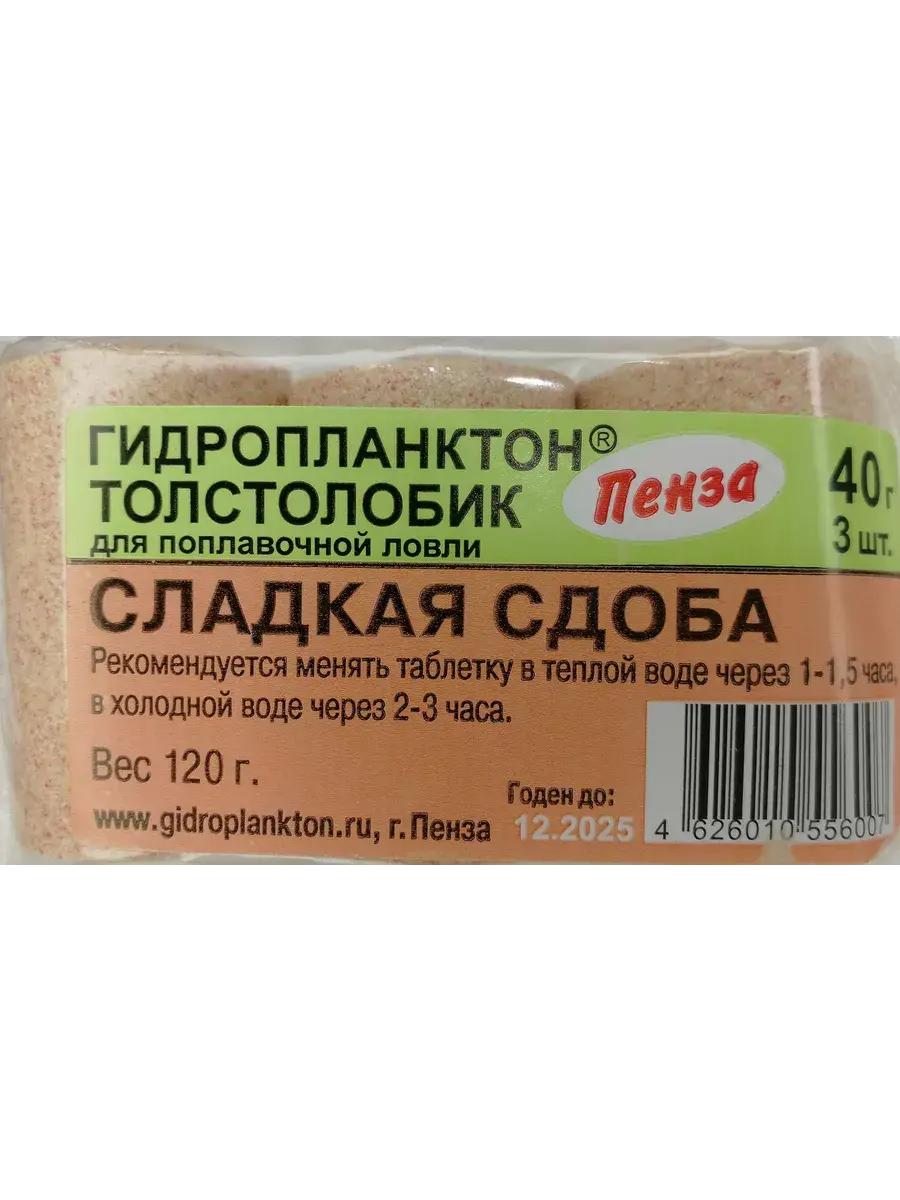 ГИДРОПЛАНКТОН®
ТОЛСТОЛОБИК
для поплавочной ловли
Пенза
40 г
3 шт.
СЛАДКАЯ СДОБА
Рекомендуется менять таблетку в теплой воде через 1-1,5 часа,
в холодной воде через 2-3 часа.
Вес 120 г.
www.gidroplankton.ru, г. Пенза
Годен до:
12.2025
4 626010 556007